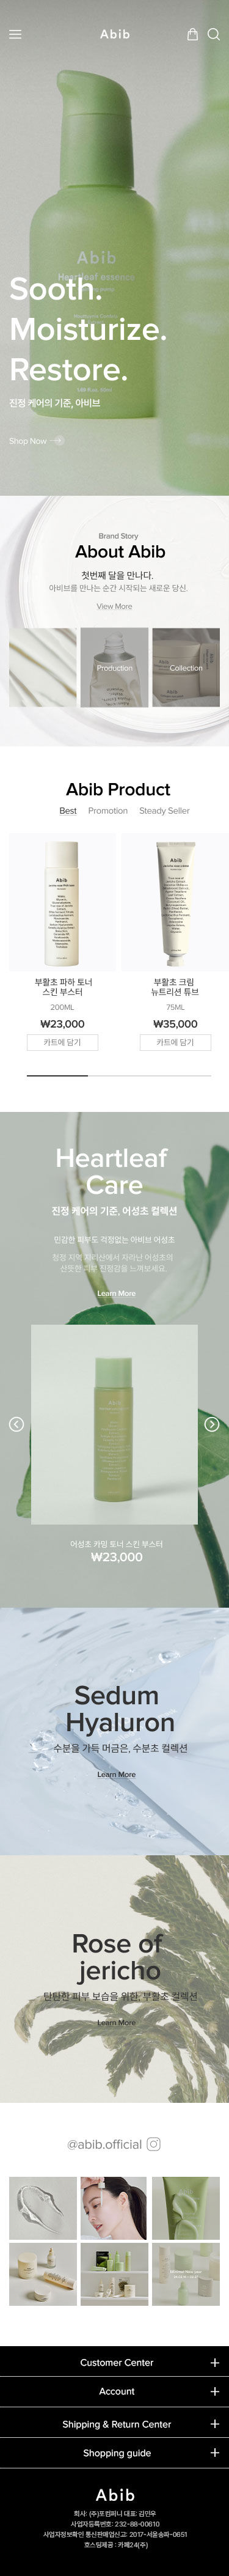 Abib
Abib
Heartleaf essence
Sooth.
Moisturize.
Restore.
진정 케어의 기준, 아비브
Shop Now
Brand Story
About Abib
첫번째 달을 만나다.
아비브를 만나는 순간 시작되는 새로운 당신.
View More
Production
Collection
Abib Product
Best
Promotion
Steady Seller
Abib
Abib
부활초 파하 토너
스킨 부스터
200ML
₩23,000
카트에 담기
부활초 크림
뉴트리션 튜브
75ML
₩35,000
카트에 담기
Heartleaf
Care
진정 케어의 기준, 어성초 컬렉션
민감한 피부도 걱정없는 아비브 어성초
청정 지역 지리산에서 자라난 어성초의
산뜻한 피부 진정감을 느껴보세요.
Learn More
어성초 카밍 토너 스킨 부스터
₩23,000
Sedum
Hyaluron
수분을 가득 머금은, 수분초 컬렉션
Learn More
Rose of
jericho
탄탄한 피부 보습을 위한, 부활초 컬렉션
Learn More
@abib.official
Customer Center
Account
Shipping & Return Center
Shopping guide
Abib
회사: (주)포컴퍼니 대표: 김인우
사업자등록번호: 232-88-00610
사업자정보확인 통신판매업신고: 2017-서울송파-0651
호스팅제공 : 카페24(주)